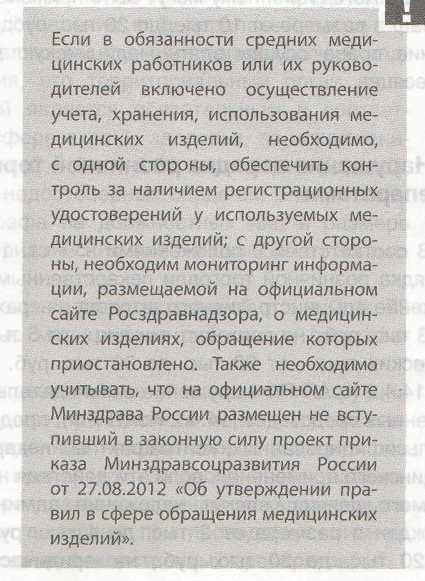 !
Если в обязанности средних меди-
цинских работников или их руково-
дителей включено осуществление
учета, хранения, использования ме-
дицинских изделий, необходимо,
с одной стороны, обеспечить кон-
троль за наличием регистрационных
удостоверений у используемых ме-
дицинских изделий; с другой сторо-
ны, необходим мониторинг информа-
ции, размещаемой на официальном
сайте Росздравнадзора, о медицин-
ских изделиях, обращение которых
приостановлено. Также необходимо
учитывать, что на официальном сайте
Минздрава России размещен не всту-
пивший в законную силу проект при-
каза Минздравсоцразвития России
от 27.08.2012 «Об утверждении пра-
вил в сфере обращения медицинских
изделий».